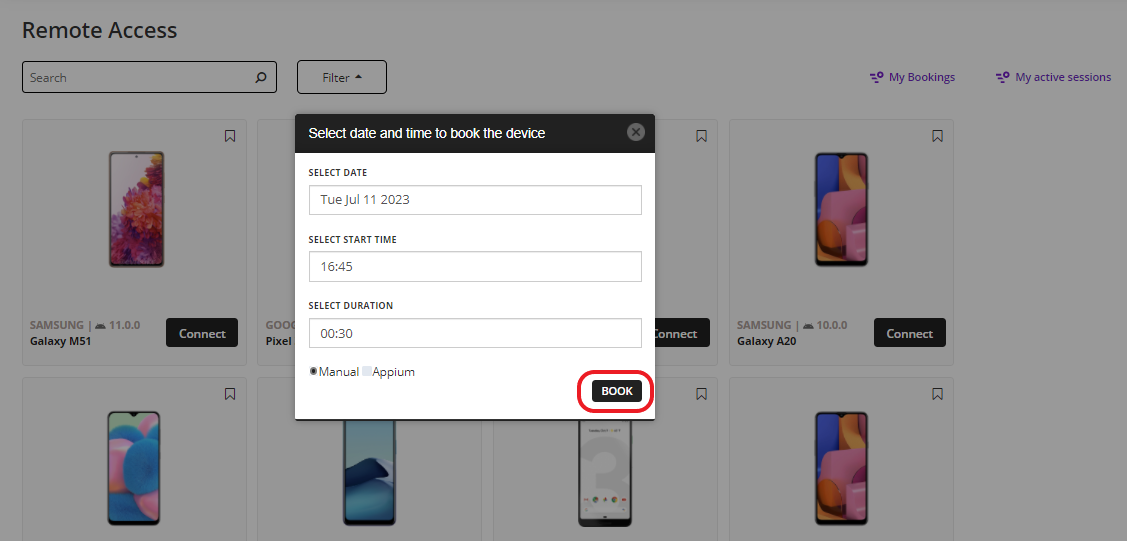 Remote Access
Search
Filter
My Bookings
My active sessions
Select date and time to book the device
SELECT DATE
Tue Jul 11 2023
SELECT START TIME
16:45
SELECT DURATION
00:30
Manual Appium
BOOK
SAMSUNG | 11.0.0
Galaxy M51
Connect
GOO
Pixel
Connect
SAMSUNG | 10.0.0
Galaxy A20
Connect
3